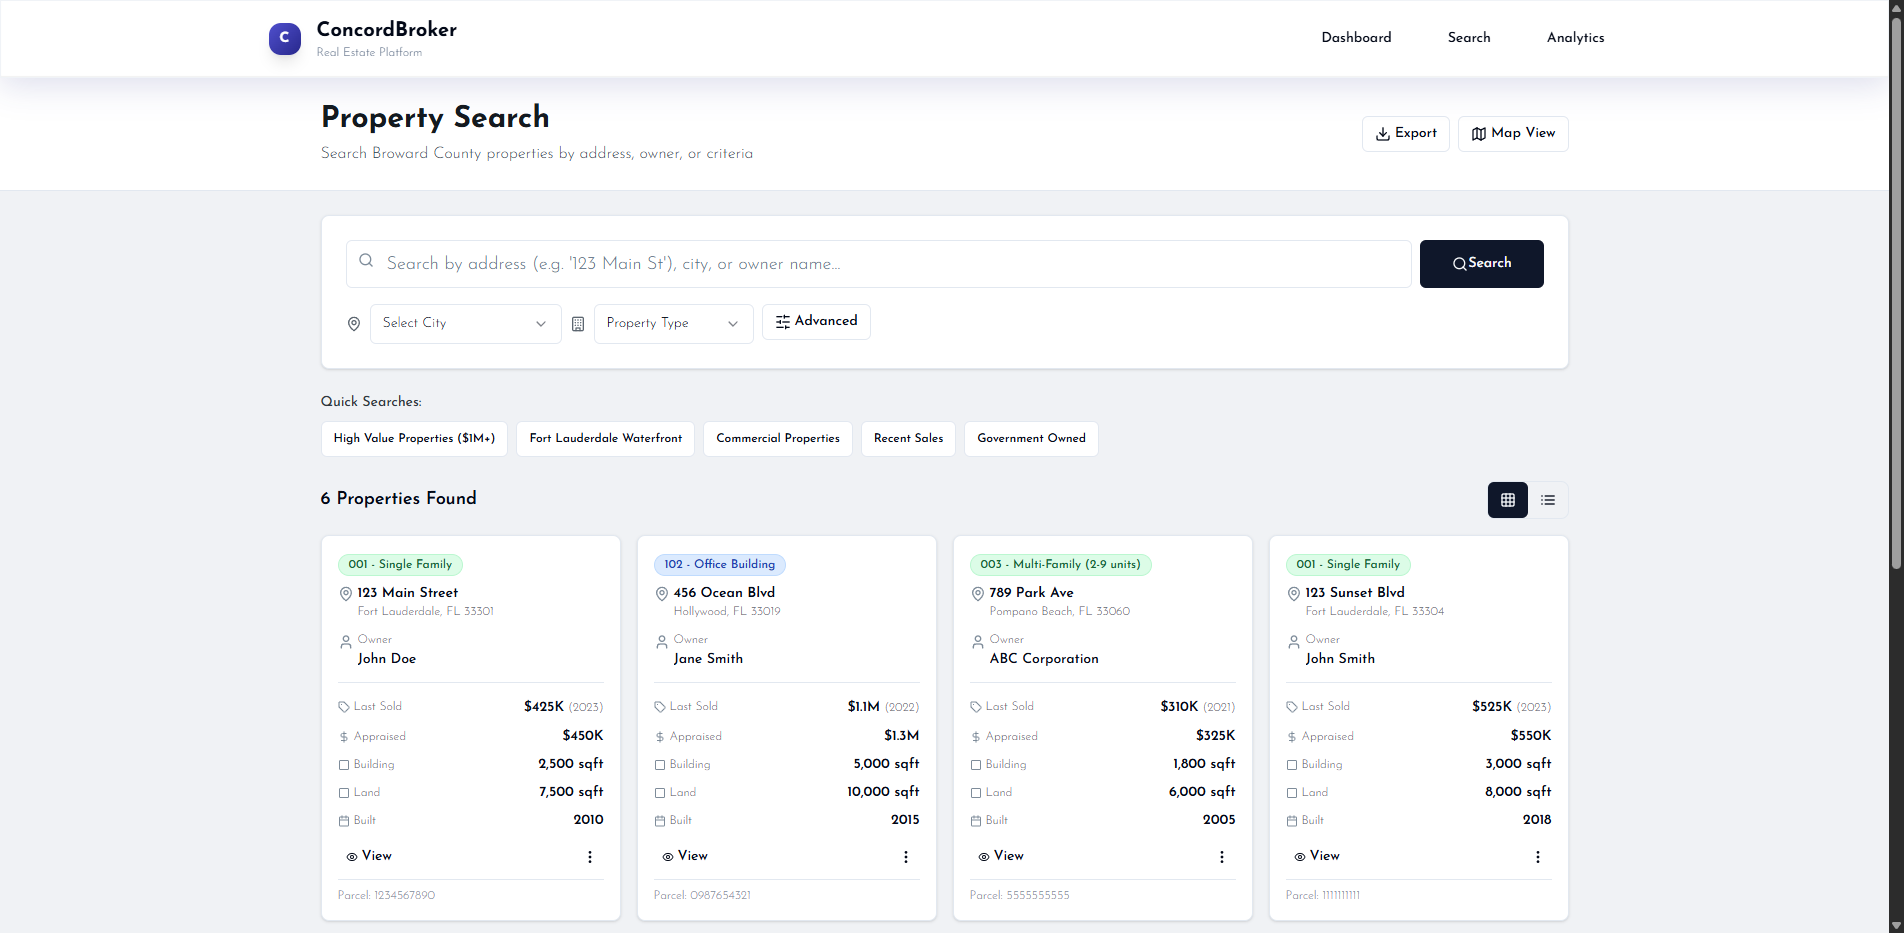 C
ConcordBroker
Real Estate Platform
Dashboard
Search
Analytics
Property Search
Search Broward County properties by address, owner, or criteria
Export
Map View
Search by address (e.g. '123 Main St'), city, or owner name...
Search
Select City
Property Type
Advanced
Quick Searches:
High Value Properties ($1M+)
Fort Lauderdale Waterfront
Commercial Properties
Recent Sales
Government Owned
6 Properties Found
001 - Single Family
123 Main Street
Fort Lauderdale, FL 33301
Owner
John Doe
Last Sold $425K (2023)
Appraised $450K
Building 2,500 sqft
Land 7,500 sqft
Built 2010
View
Parcel: 1234567890
102 - Office Building
456 Ocean Blvd
Hollywood, FL 33019
Owner
Jane Smith
Last Sold $1.1M (2022)
Appraised $1.3M
Building 5,000 sqft
Land 10,000 sqft
Built 2015
View
Parcel: 0987654321
003 - Multi-Family (2-9 units)
789 Park Ave
Pompano Beach, FL 33060
Owner
ABC Corporation
Last Sold $310K (2021)
Appraised $325K
Building 1,800 sqft
Land 6,000 sqft
Built 2005
View
Parcel: 5555555555
001 - Single Family
123 Sunset Blvd
Fort Lauderdale, FL 33304
Owner
John Smith
Last Sold $525K (2023)
Appraised $550K
Building 3,000 sqft
Land 8,000 sqft
Built 2018
View
Parcel: 1111111111